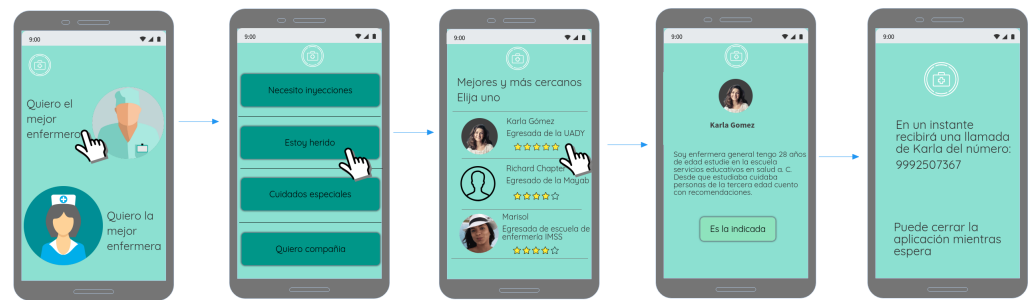 9:00
Quiero el
mejor
enfermero
Quiero la
mejor
enfermera
9:00
Necesito inyecciones
Estoy herido
Cuidados especiales
Quiero compañia
9:00
Mejores y más cercanos
Elija uno
Karla Gómez
Egresada de la UADY
Richard Chapter
Egresado de la Mayab
Marisol
Egresada de escuela de
enfermería IMSS
9:00
Karla Gomez
Soy enfermera general tengo 28 años
de edad estudie en la escuela
servicios educativos en salud a. C.
Desde que estudiaba cuidaba
personas de la tercera edad cuento
con recomendaciones.
Es la indicada
9:00
En un instante
recibirá una llamada
de Karla del número:
9992507367
Puede cerrar la
aplicación mientras
espera